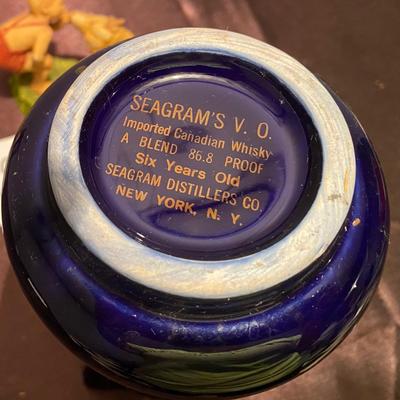 SEAGRAM'S V. O.
Imported Canadian Whisky
A BLEND 86.8 PROOF
Six Years Old
SEAGRAM DISTILLERS CO.
NEW YORK, N. Y.